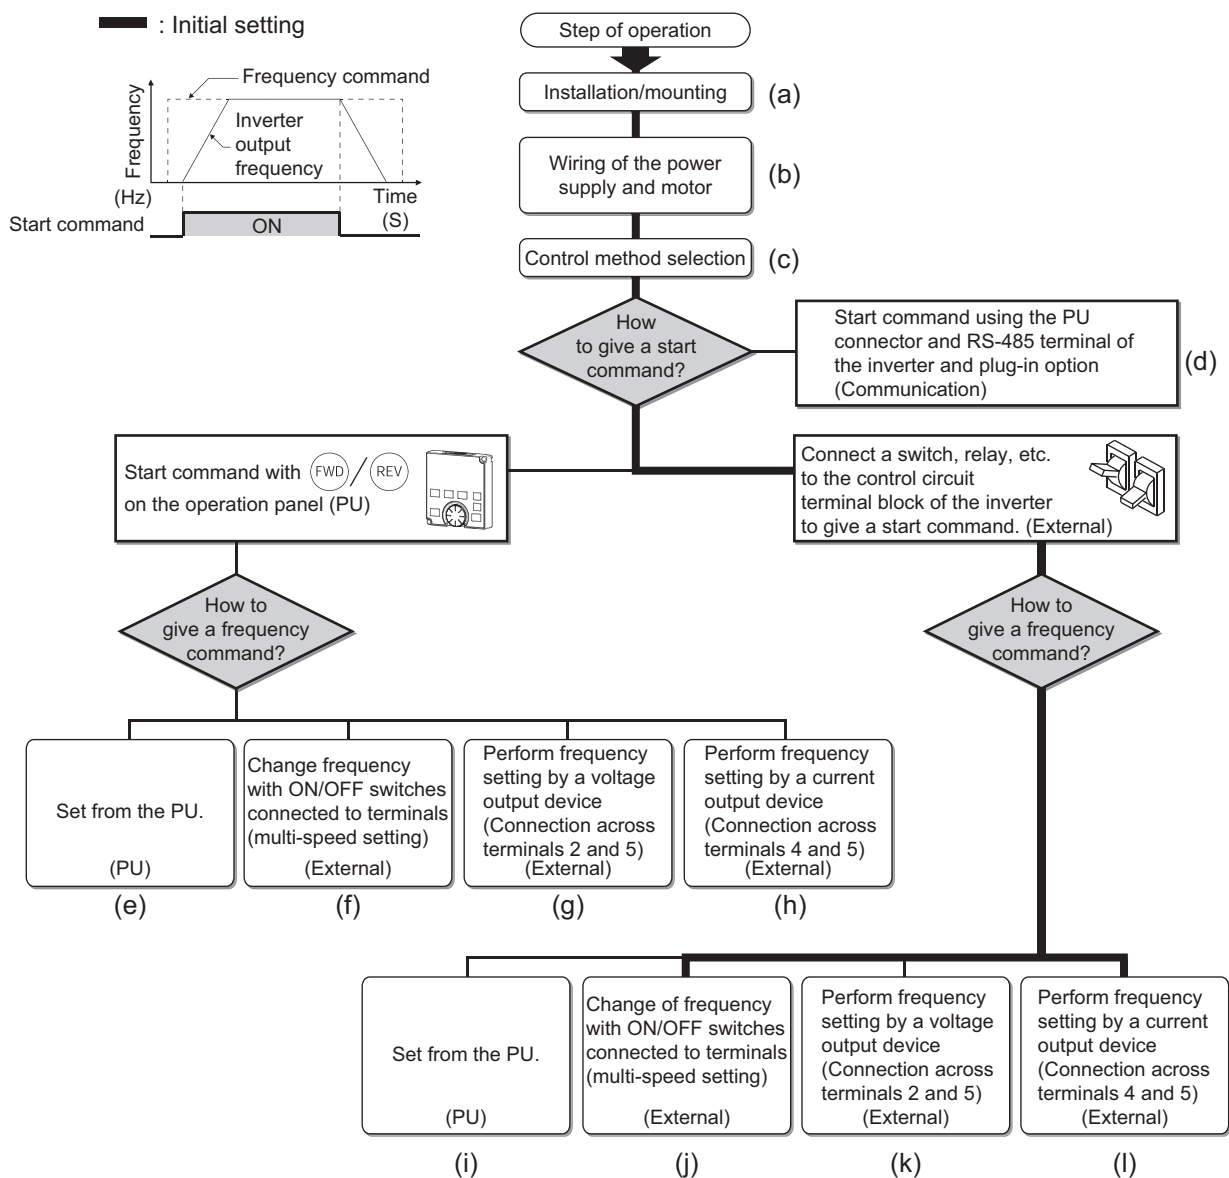 : Initial setting
Frequency command
Inverter
output
frequency
Frequency
(Hz)
Time
(S)
Start command
ON
Step of operation
Installation/mounting
(a)
Wiring of the power
supply and motor
(b)
Control method selection
(c)
How
to give a start
command?
Start command using the PU
connector and RS-485 terminal of
the inverter and plug-in option
(Communication)
(d)
Start command with FWD / REV
on the operation panel (PU)
Connect a switch, relay, etc.
to the control circuit
terminal block of the inverter
to give a start command. (External)
How to
give a frequency
command?
How to
give a frequency
command?
Set from the PU.
(PU)
(e)
Change frequency
with ON/OFF switches
connected to terminals
(multi-speed setting)
(External)
(f)
Perform frequency
setting by a voltage
output device
(Connection across
terminals 2 and 5)
(External)
(g)
Perform frequency
setting by a current
output device
(Connection across
terminals 4 and 5)
(External)
(h)
Set from the PU.
(PU)
(i)
Change of frequency
with ON/OFF switches
connected to terminals
(multi-speed setting)
(External)
(j)
Perform frequency
setting by a voltage
output device
(Connection across
terminals 2 and 5)
(External)
(k)
Perform frequency
setting by a current
output device
(Connection across
terminals 4 and 5)
(External)
(l)